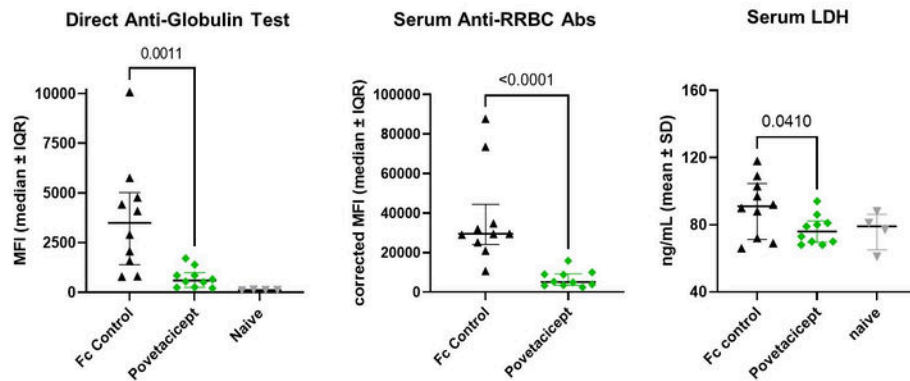 Direct Anti-Globulin Test
0.0011
MFI (median ± IQR)
10000
7500
5000
2500
0
Fc Control
Povetacicept
Naive
Serum Anti-RRBC Abs
<0.0001
corrected MFI (median ± IQR)
100000
80000
60000
40000
20000
0
Fc Control
Povetacicept
Serum LDH
0.0410
ng/mL (mean ± SD)
160
120
80
40
Fc Control
Povetacicept
naive